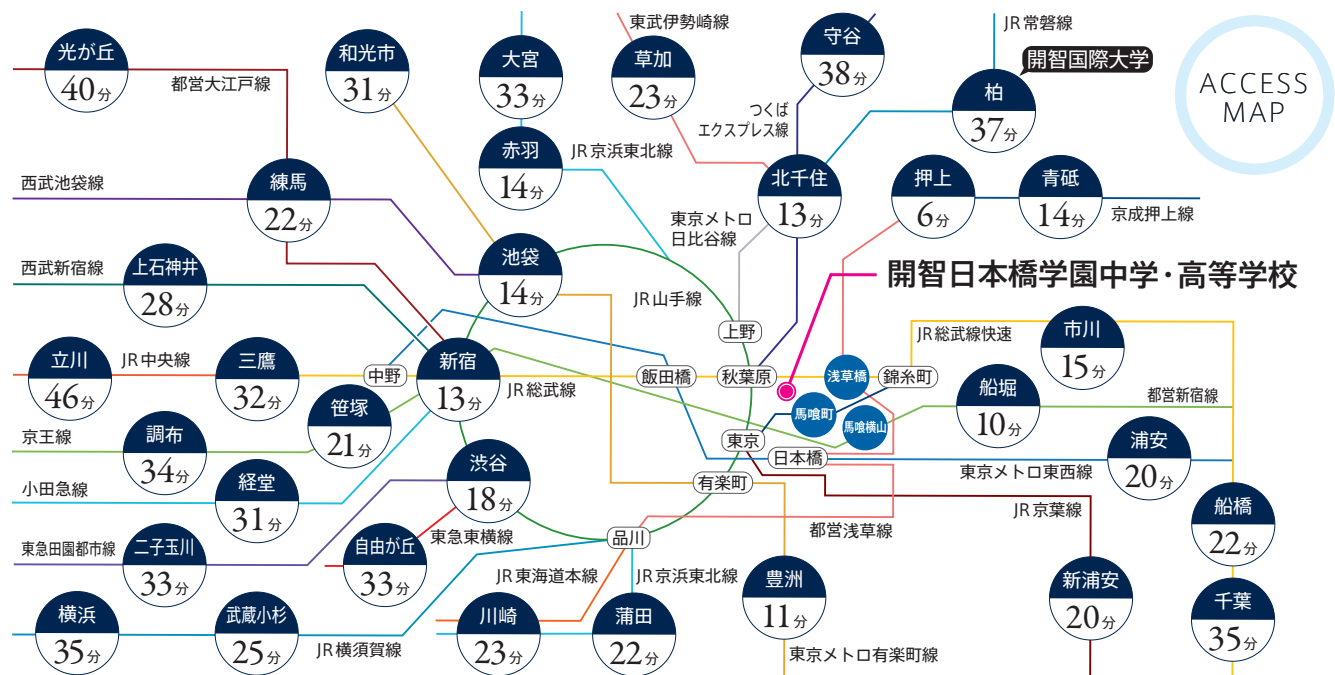 東武伊勢崎線
JR常磐線
光が丘
40分
都営大江戸線
和光市
31分
大宮
33分
草加
23分
守谷
38分
開智国際大学
柏
37分
ACCESS
MAP
つくば
エクスプレス線
赤羽
14分
JR京浜東北線
西武池袋線
練馬
22分
北千住
13分
押上
6分
青砥
14分
京成押上線
東京メトロ
日比谷線
西武新宿線
上石神井
28分
池袋
14分
JR山手線
開智日本橋学園中学・高等学校
上野
JR総武線快速
市川
15分
立川
46分
JR中央線
三鷹
32分
中野
新宿
13分
JR総武線
飯田橋
秋葉原
浅草橋
錦糸町
船堀
10分
都営新宿線
笹塚
21分
馬喰町
馬喰横山
京王線
調布
34分
東京
日本橋
浦安
20分
東京メトロ東西線
小田急線
経堂
31分
渋谷
18分
有楽町
船橋
22分
JR京葉線
都営浅草線
東急田園都市線
二子玉川
33分
自由が丘
33分
東急東横線
品川
JR東海道本線
JR京浜東北線
豊洲
11分
新浦安
20分
千葉
35分
横浜
35分
武蔵小杉
25分
JR横須賀線
川崎
23分
蒲田
22分
東京メトロ有楽町線